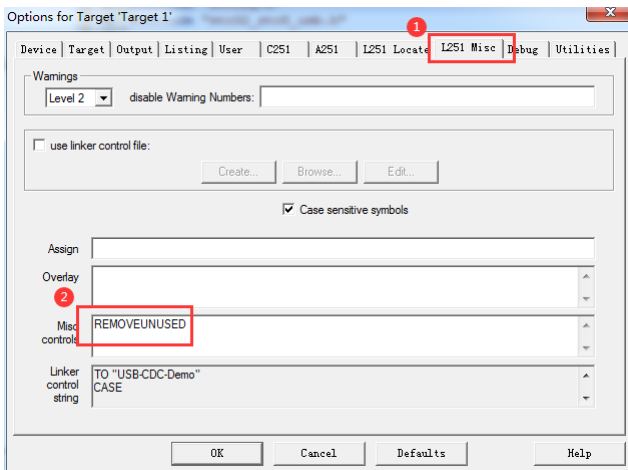 Options for Target 'Target 1'
1
Device | Target | Output | Listing | User | C251 | A251 | L251 Locate | L251 Misc | Debug | Utilities
Warnings
Level 2 disable Warning Numbers:
use linker control file:
Create... Browse... Edit...
Case sensitive symbols
Assign
Overlay
2
Misc controls
REMOVEUNUSED
Linker control string
TO "USB-CDC-Demo"
CASE
OK Cancel Defaults Help